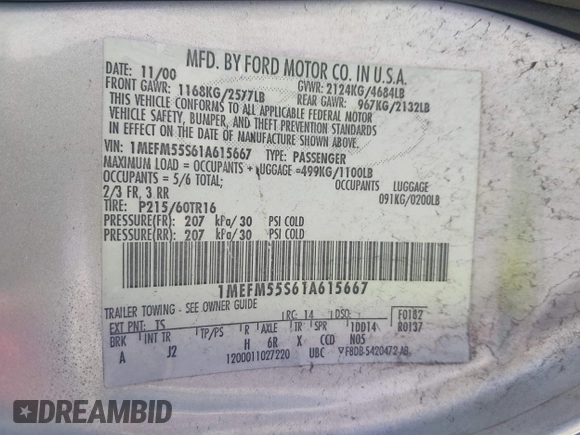 MFD. BY FORD MOTOR CO. IN U.S.A.
DATE: 11/00 GVWR: 2124KG/4684LB
FRONT GAWR: 1168KG/2577LB REAR GAWR: 967KG/2132LB
THIS VEHICLE CONFORMS TO ALL APPLICABLE FEDERAL MOTOR
VEHICLE SAFETY, BUMPER, AND THEFT PREVENTION STANDARDS
IN EFFECT ON THE DATE OF MANUFACTURE SHOWN ABOVE.
VIN: 1MEFM55S61A615667 TYPE: PASSENGER
MAXIMUM LOAD = OCCUPANTS + LUGGAGE =499KG/1100LB
OCCUPANTS = 5/6 TOTAL; OCCUPANTS LUGGAGE
2/3 FR, 3 RR 091KG/0200LB
TIRE: P215/60TR16
PRESSURE(FR): 207 kPa/ 30 PSI COLD
PRESSURE(RR): 207 kPa/ 30 PSI COLD
1MEFM55S61A615667
TRAILER TOWING - SEE OWNER GUIDE
EXT PNT: TS RC: 14 DSO: F0182
BRK INT TR TP/PS R AXLE TR SPR 1DD14 R0137
A J2 H 6R X CCD N05
1200011027220 UBC F8DB-5420472-AB
DREAMBID